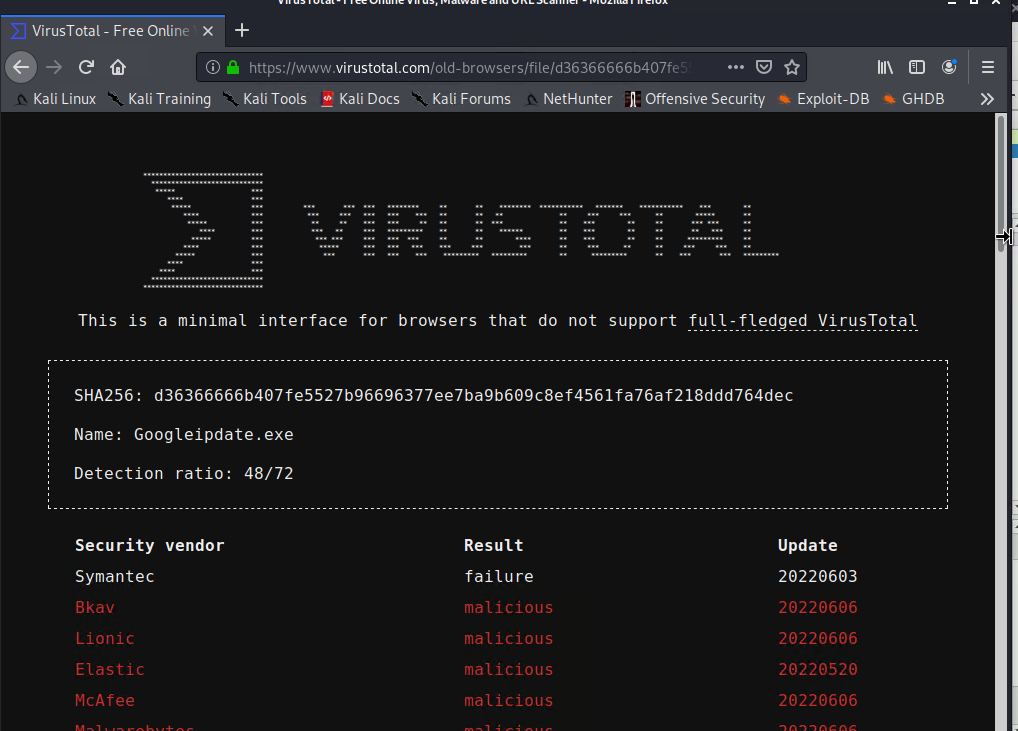 VirusTotal - Free Online Virus, Malware and URL Scanner - Mozilla Firefox
VirusTotal - Free Online
https://www.virustotal.com/old-browsers/file/d36366666b407fe5
Kali Linux Kali Training Kali Tools Kali Docs Kali Forums NetHunter Offensive Security Exploit-DB GHDB
VIRUSTOTAL
This is a minimal interface for browsers that do not support full-fledged VirusTotal
SHA256: d36366666b407fe5527b96696377ee7ba9b609c8ef4561fa76af218ddd764dec
Name: Googleipdate.exe
Detection ratio: 48/72
Security vendor Result Update
Symantec failure 20220603
Bkav malicious 20220606
Lionic malicious 20220606
Elastic malicious 20220520
McAfee malicious 20220606
Malwarebytes malicious 20220606